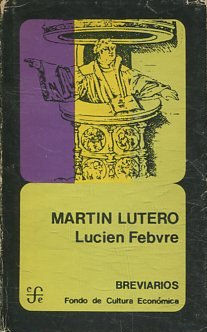 MARTIN LUTERO
Lucien Febvre
BREVIARIOS
Fondo de Cultura Económica